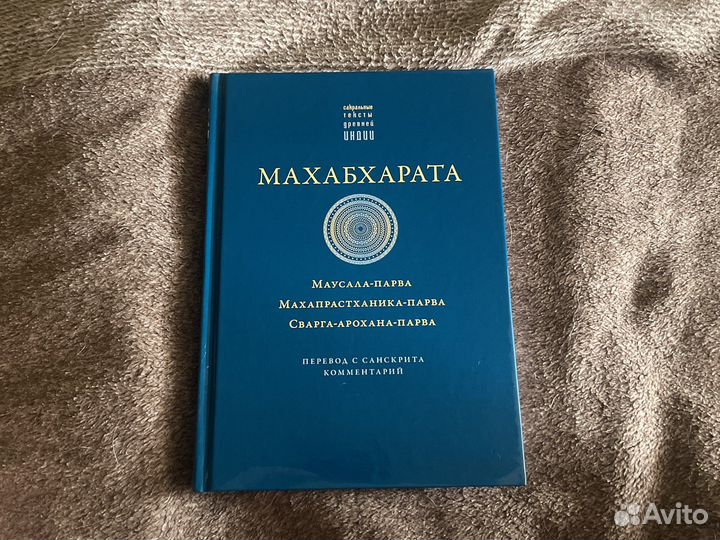 сакральные
тексты
древней
ИНДИИ
МАХАБХАРАТА
МАУСАЛА-ПАРВА
МАХАПРАСТХАНИКА-ПАРВА
СВАРГА-АРОХАНА-ПАРВА
ПЕРЕВОД С САНСКРИТА
КОММЕНТАРИЙ
Avito